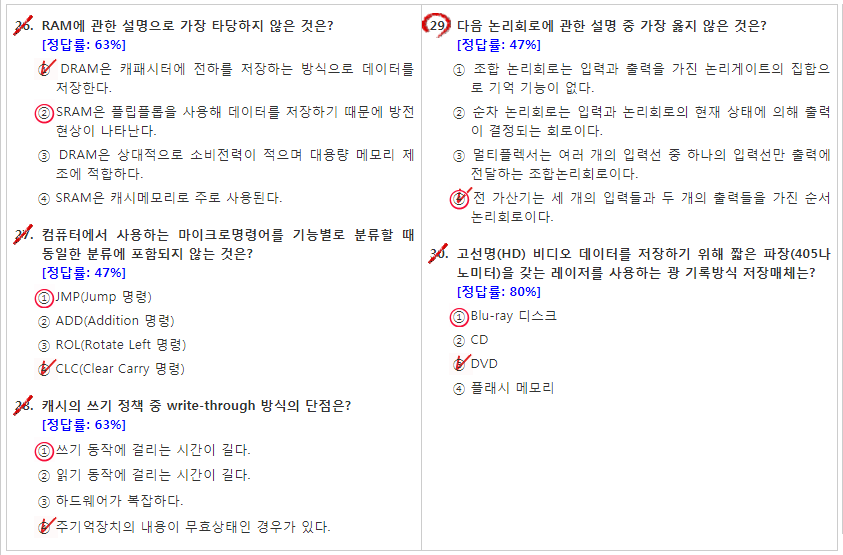 26. RAM에 관한 설명으로 가장 타당하지 않은 것은?
[정답률: 63%]
① DRAM은 캐패시터에 전하를 저장하는 방식으로 데이터를
저장한다.
② SRAM은 플립플롭을 사용해 데이터를 저장하기 때문에 방전
현상이 나타난다.
③ DRAM은 상대적으로 소비전력이 적으며 대용량 메모리 제
조에 적합하다.
④ SRAM은 캐시메모리로 주로 사용된다.
27. 컴퓨터에서 사용하는 마이크로명령어를 기능별로 분류할 때
동일한 분류에 포함되지 않는 것은?
[정답률: 47%]
① JMP(Jump 명령)
② ADD(Addition 명령)
③ ROL(Rotate Left 명령)
④ CLC(Clear Carry 명령)
28. 캐시의 쓰기 정책 중 write-through 방식의 단점은?
[정답률: 63%]
① 쓰기 동작에 걸리는 시간이 길다.
② 읽기 동작에 걸리는 시간이 길다.
③ 하드웨어가 복잡하다.
④ 주기억장치의 내용이 무효상태인 경우가 있다.
29. 다음 논리회로에 관한 설명 중 가장 옳지 않은 것은?
[정답률: 47%]
① 조합 논리회로는 입력과 출력을 가진 논리게이트의 집합으
로 기억 기능이 없다.
② 순차 논리회로는 입력과 논리회로의 현재 상태에 의해 출력
이 결정되는 회로이다.
③ 멀티플렉서는 여러 개의 입력선 중 하나의 입력선만 출력에
전달하는 조합논리회로이다.
④ 전 가산기는 세 개의 입력들과 두 개의 출력들을 가진 순서
논리회로이다.
30. 고선명(HD) 비디오 데이터를 저장하기 위해 짧은 파장(405나
노미터)을 갖는 레이저를 사용하는 광 기록방식 저장매체는?
[정답률: 80%]
① Blu-ray 디스크
② CD
③ DVD
④ 플래시 메모리